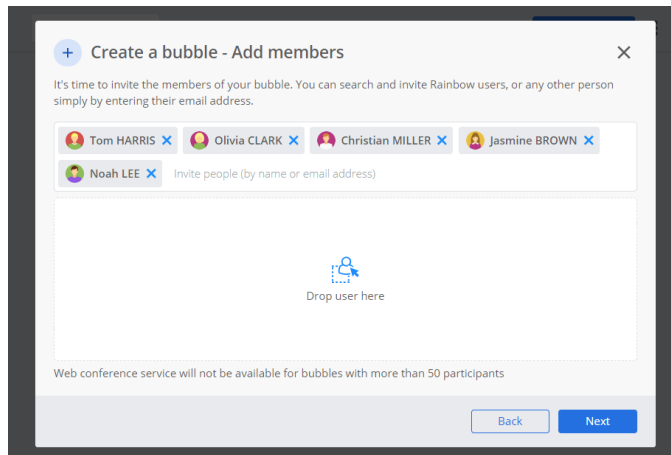 Create a bubble - Add members
It's time to invite the members of your bubble. You can search and invite Rainbow users, or any other person
simply by entering their email address.
Tom HARRIS Olivia CLARK Christian MILLER Jasmine BROWN
Noah LEE Invite people (by name or email address)
Drop user here
Web conference service will not be available for bubbles with more than 50 participants
Back Next